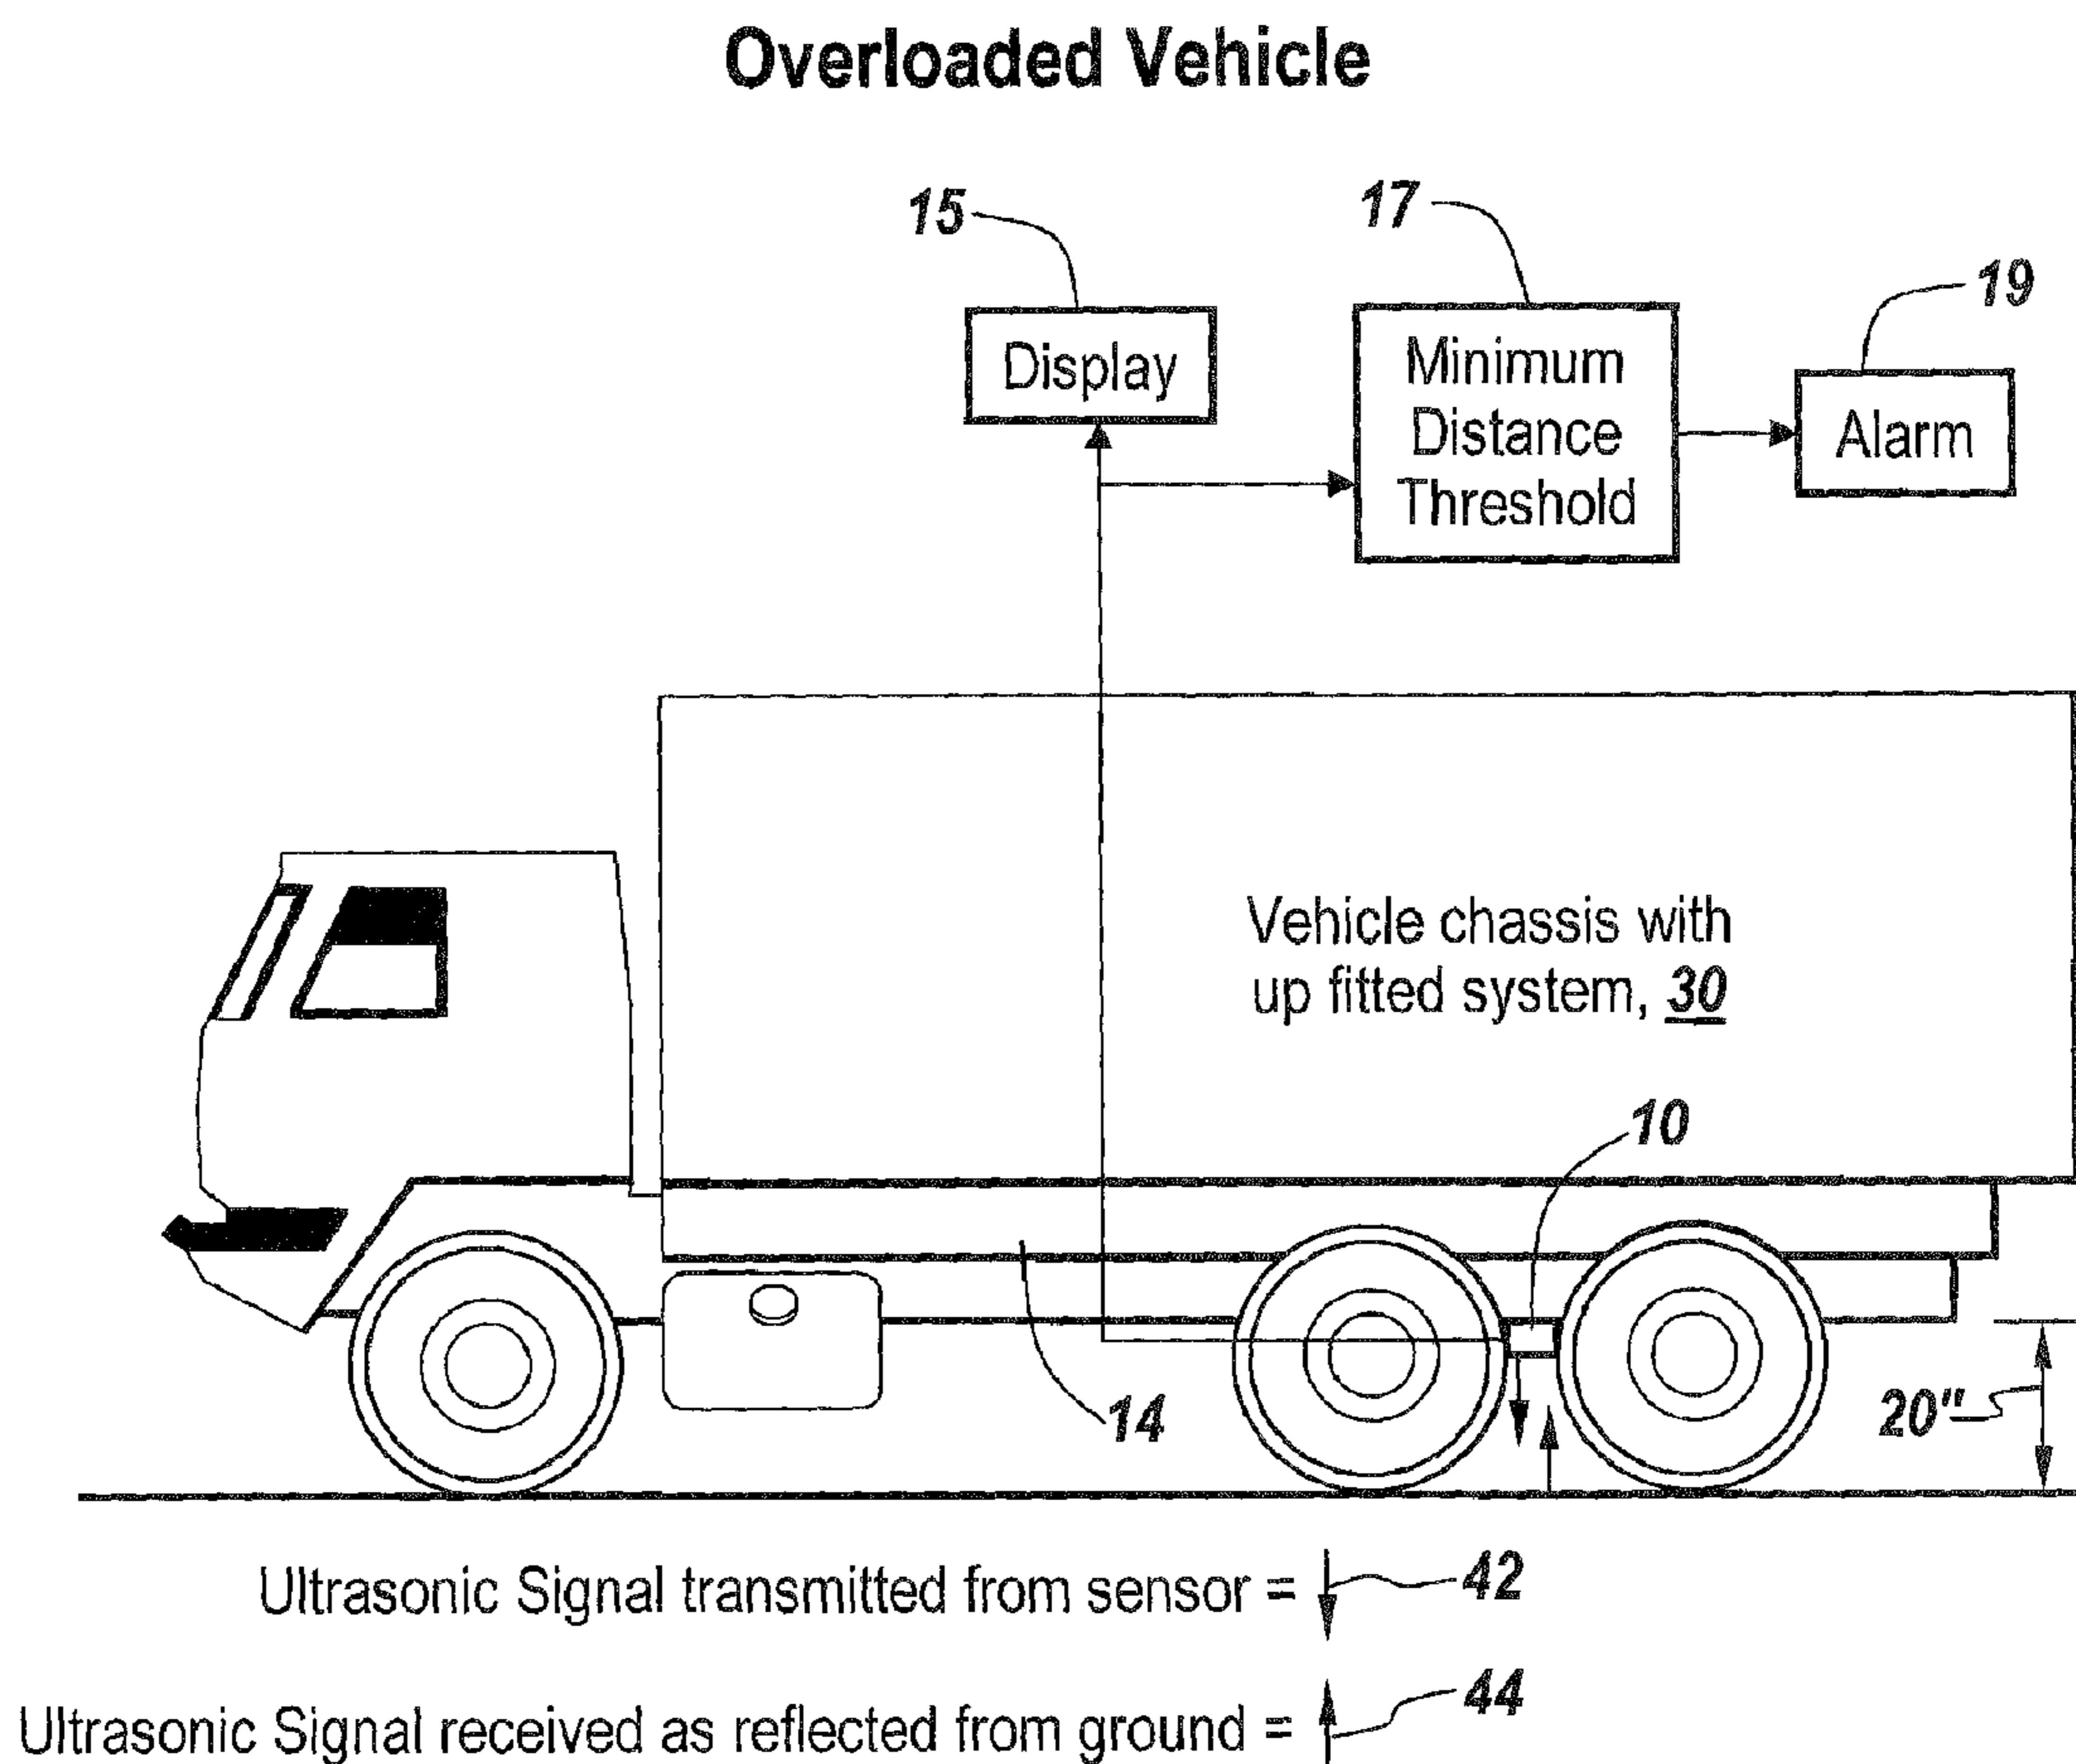 Overloaded Vehicle
15
17
19
Display
Minimum
Distance
Threshold
Alarm
Vehicle chassis with
up fitted system, 30
10
14
20"
Ultrasonic Signal transmitted from sensor = 42
Ultrasonic Signal received as reflected from ground = 44